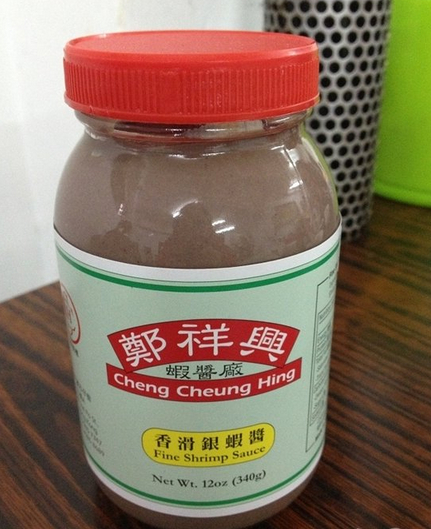 鄭祥興
蝦醬廠
Cheng Cheung Hing
香滑銀蝦醬
Fine Shrimp Sauce
Net Wt. 12oz (340g)